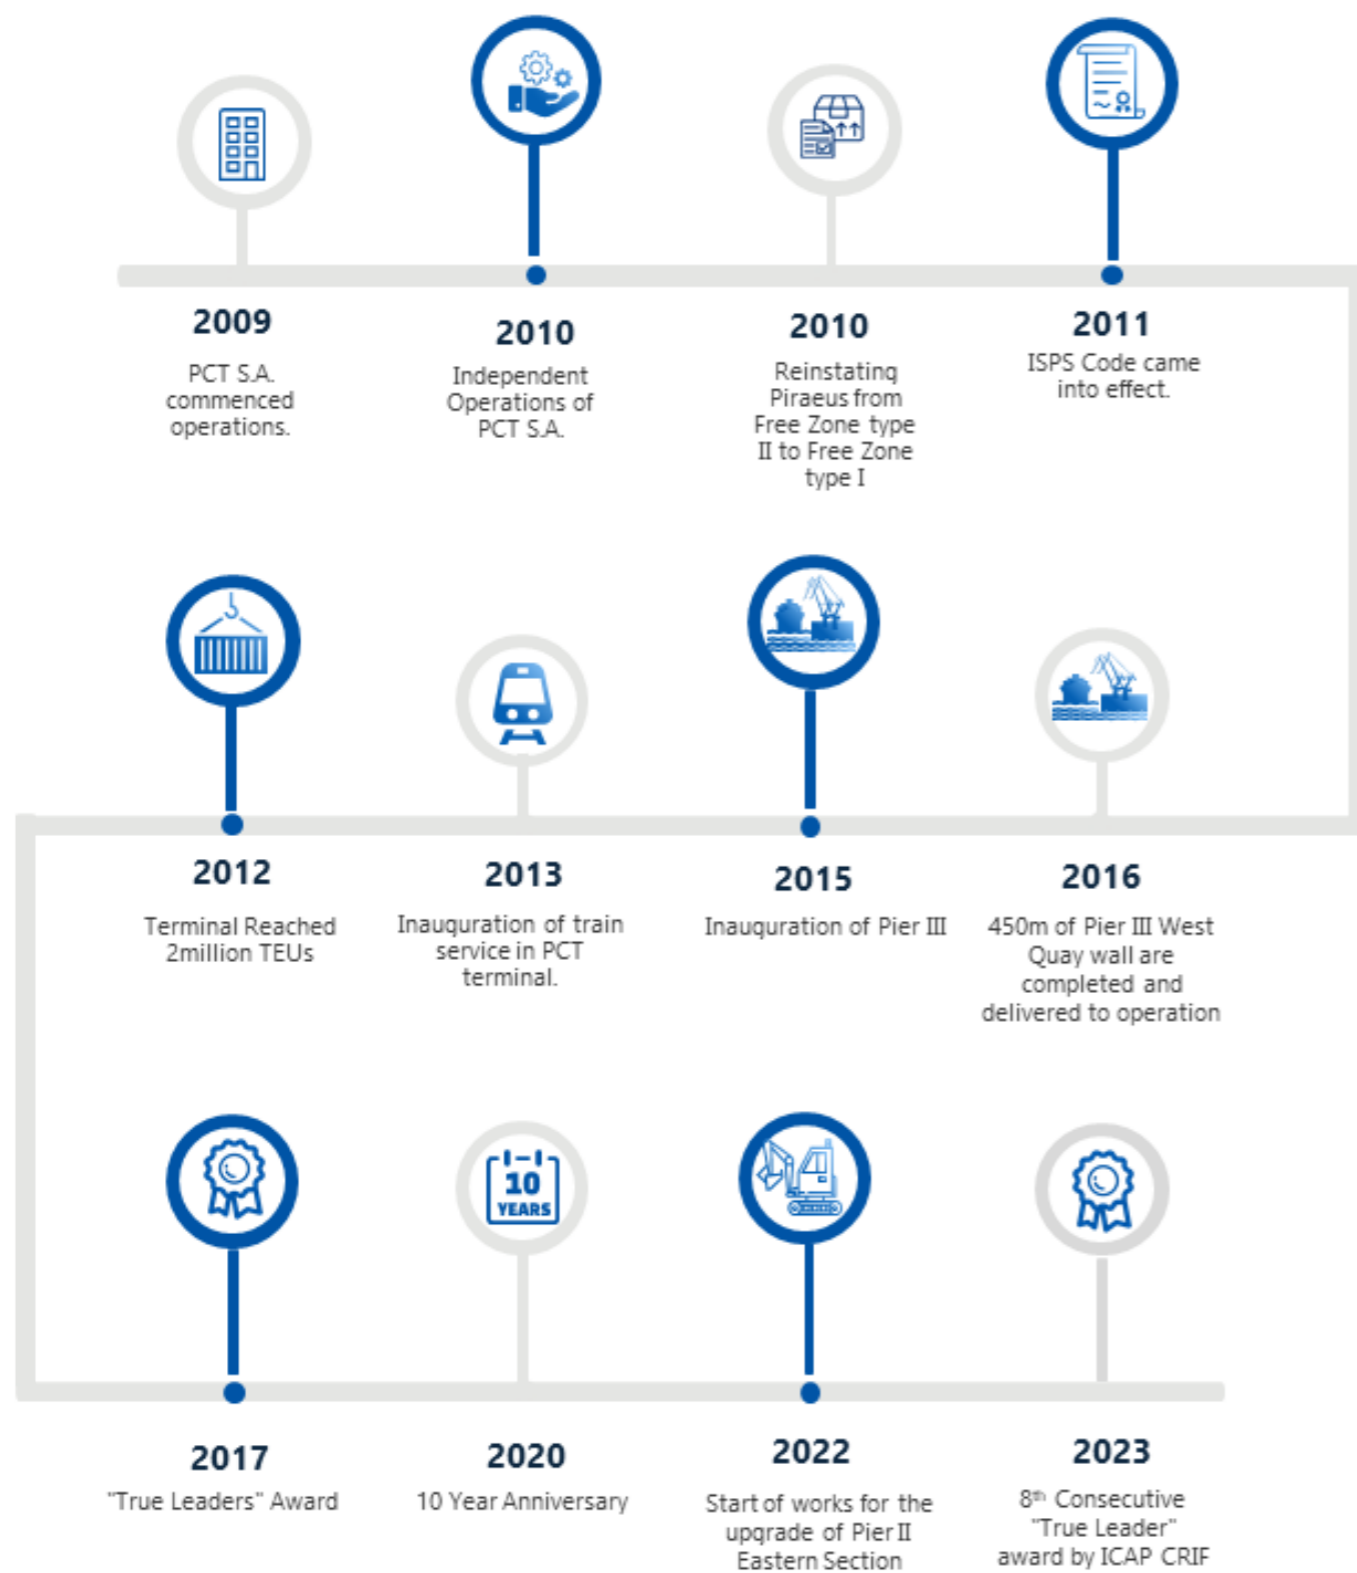 2009
PCT S.A.
commenced
operations.
2010
Independent
Operations of
PCT S.A.
2010
Reinstating
Piraeus from
Free Zone type
II to Free Zone
type I
2011
ISPS Code came
into effect.
2012
Terminal Reached
2million TEUs
2013
Inauguration of train
service in PCT
terminal.
2015
Inauguration of Pier III
2016
450m of Pier III West
Quay wall are
completed and
delivered to operation
10
YEARS
2017
"True Leaders" Award
2020
10 Year Anniversary
2022
Start of works for the
upgrade of Pier II
Eastern Section
2023
8th Consecutive
"True Leader"
award by ICAP CRIF